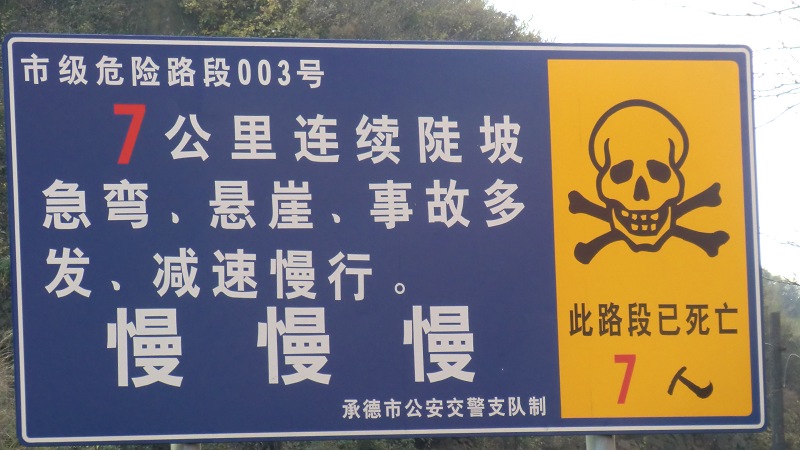 市级危险路段003号
7公里连续陡坡
急弯、悬崖、事故多
发、减速慢行。
慢 慢 慢
承德市公安交警支队制
此路段已死亡
7人